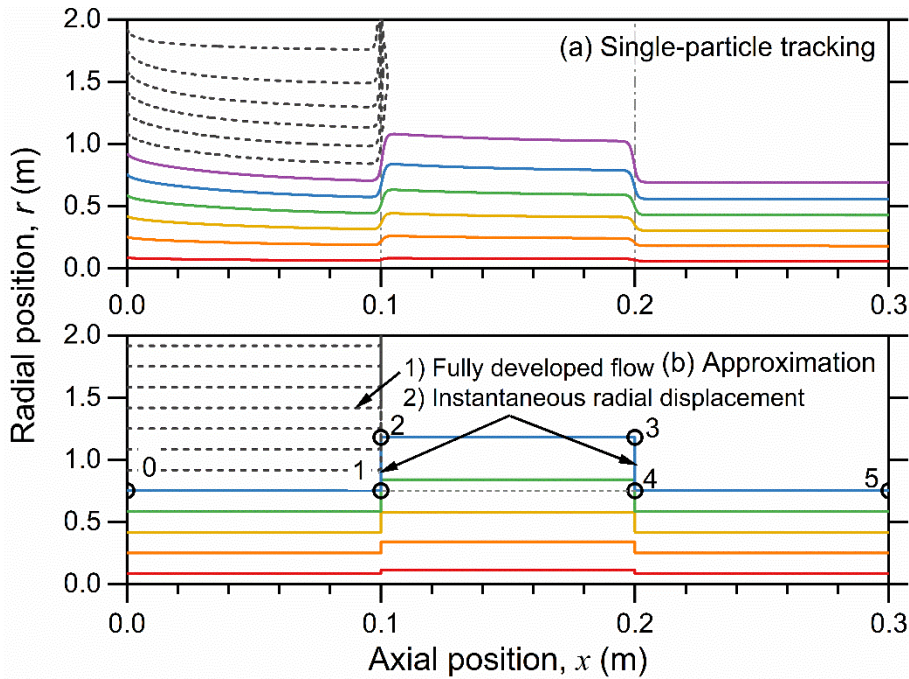 2.0
(a) Single-particle tracking
1.5
1.0
0.5
0.0
0.0 0.1 0.2 0.3
Radial position, r (m)
2.0
1) Fully developed flow (b) Approximation
2) Instantaneous radial displacement
1.5
2 3
1.0
0 1 4 5
0.5
0.0
0.0 0.1 0.2 0.3
Axial position, x (m)